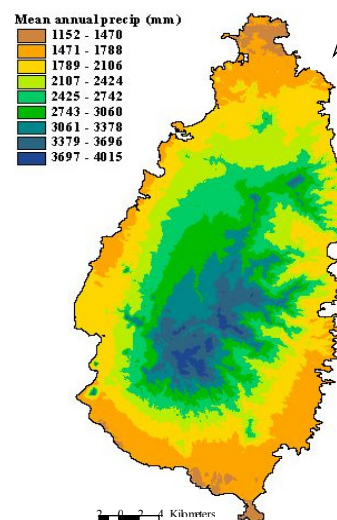 Mean annual precip (mm)
1152 - 1470
1471 - 1788
1789 - 2106
2107 - 2424
2425 - 2742
2743 - 3060
3061 - 3378
3379 - 3696
3697 - 4015
2 0 2 4 Kilometers